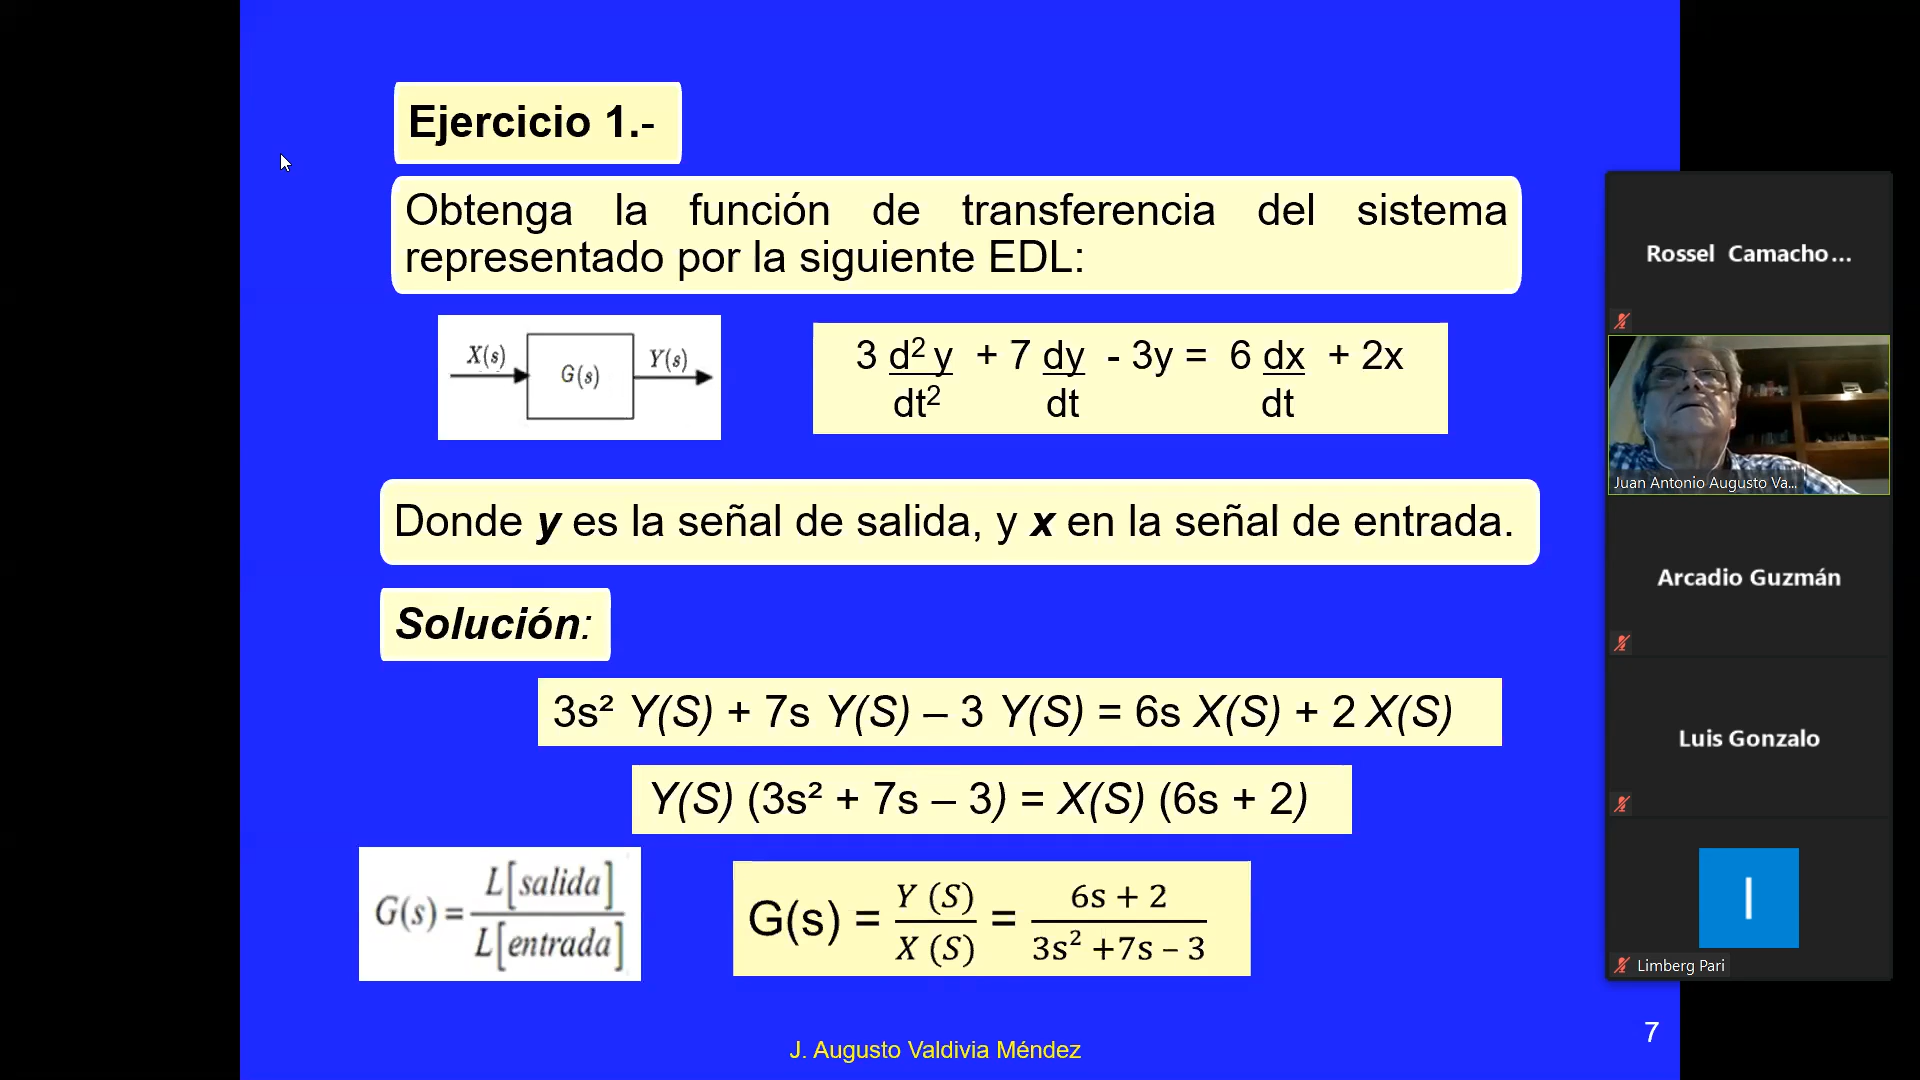 Ejercicio 1.-
Obtenga la función de transferencia del sistema
representado por la siguiente EDL:
X(s) G(s) Y(s)
3 d² y + 7 dy - 3y = 6 dx + 2x
dt² dt dt
Donde y es la señal de salida, y x en la señal de entrada.
Solución:
3s² Y(S) + 7s Y(S) – 3 Y(S) = 6s X(S) + 2 X(S)
Y(S) (3s² + 7s – 3) = X(S) (6s + 2)
G(s) = L[salida] / L[entrada]
G(s) = Y (S) / X (S) = 6s + 2 / 3s² +7s – 3
J. Augusto Valdivia Méndez
7
Rossel Camacho...
Juan Antonio Augusto Va...
Arcadio Guzmán
Luis Gonzalo
I
Limberg Pari